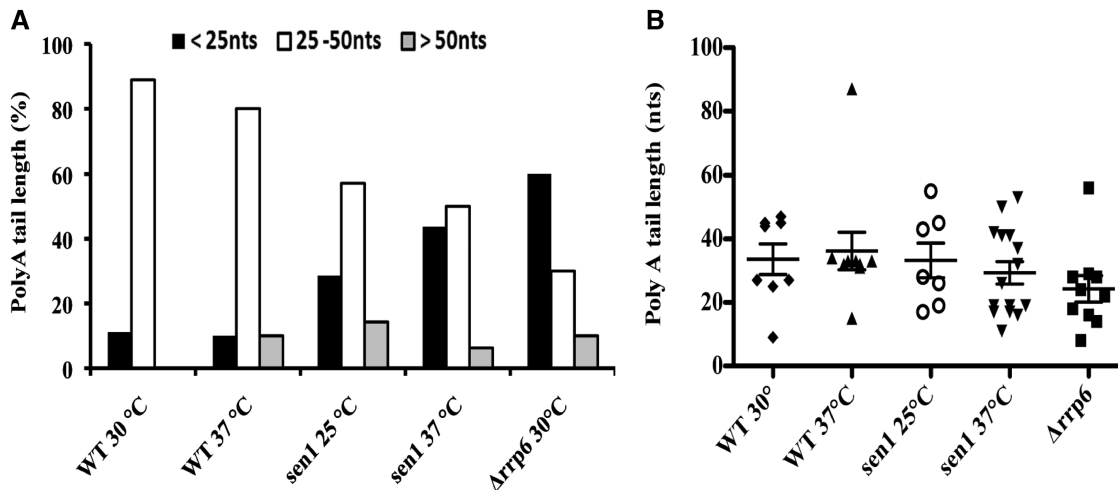 A
< 25nts 25 -50nts > 50nts
PolyA tail length (%)
100
80
60
40
20
0
WT 30 °C
WT 37 °C
sen1 25 °C
sen1 37 °C
Δrrp6 30°C
B
Poly A tail length (nts)
100
80
60
40
20
0
WT 30°
WT 37°C
sen1 25°C
sen1 37°C
Δrrp6